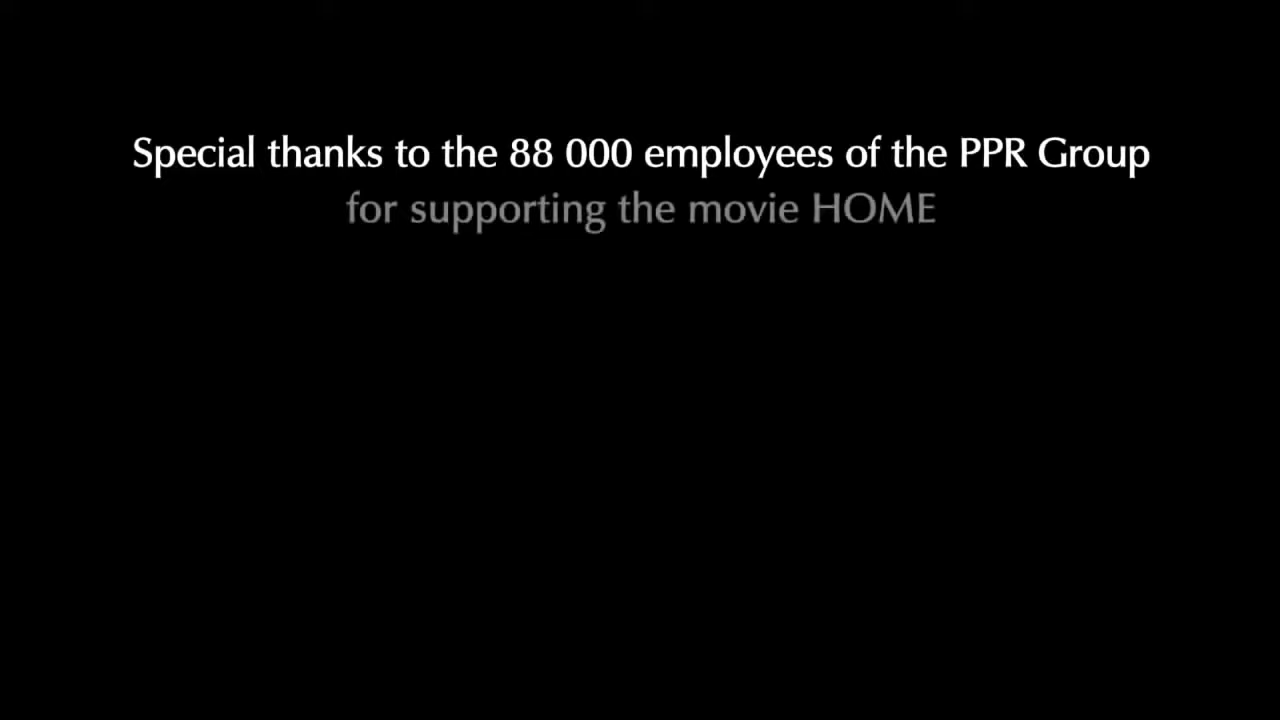 Special thanks to the 88 000 employees of the PPR Group
for supporting the movie HOME